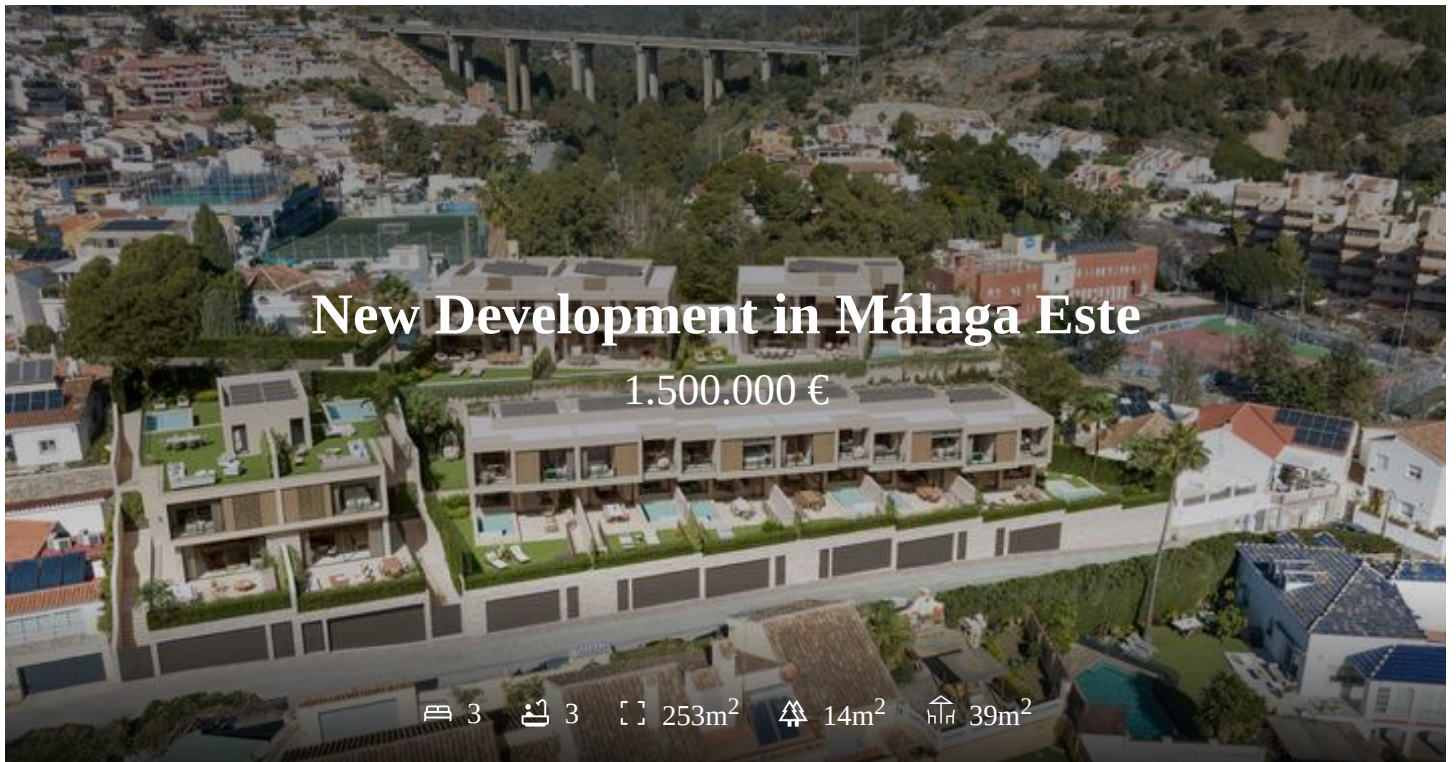 New Development in Málaga Este
1.500.000 €
3 3 253m² 14m² 39m²